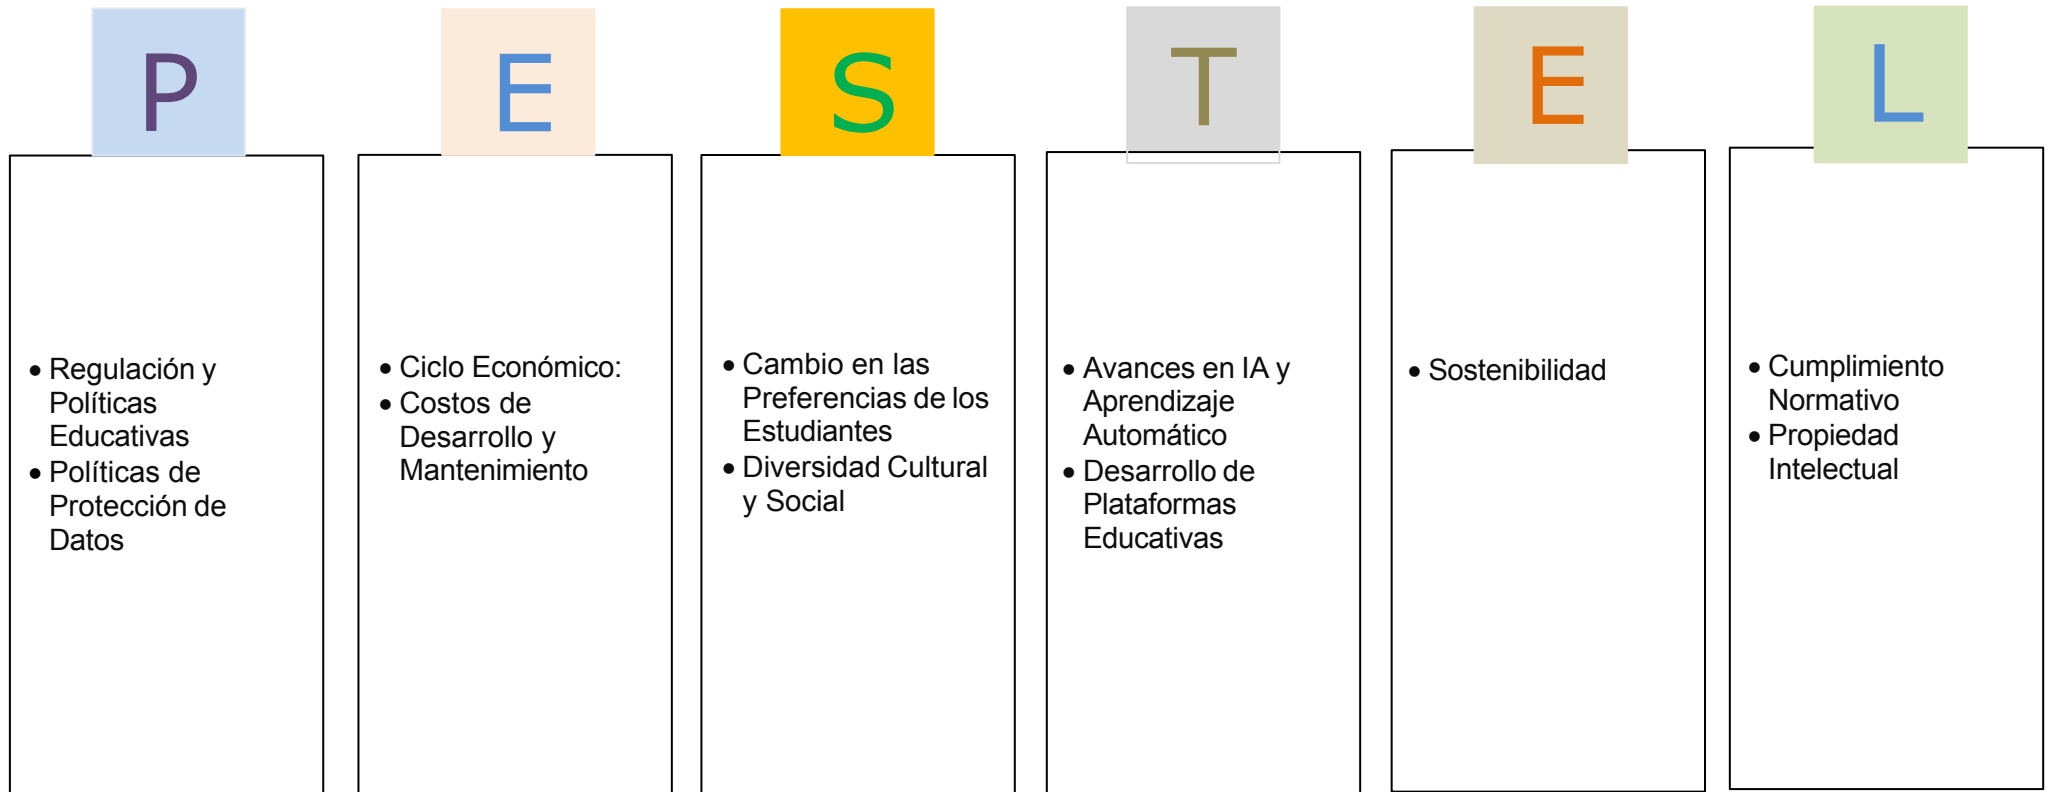 P
E
S
T
E
L
• Regulación y
Políticas
Educativas
• Políticas de
Protección de
Datos
• Ciclo Económico:
• Costos de
Desarrollo y
Mantenimiento
• Cambio en las
Preferencias de los
Estudiantes
• Diversidad Cultural
y Social
• Avances en IA y
Aprendizaje
Automático
• Desarrollo de
Plataformas
Educativas
• Sostenibilidad
• Cumplimiento
Normativo
• Propiedad
Intelectual